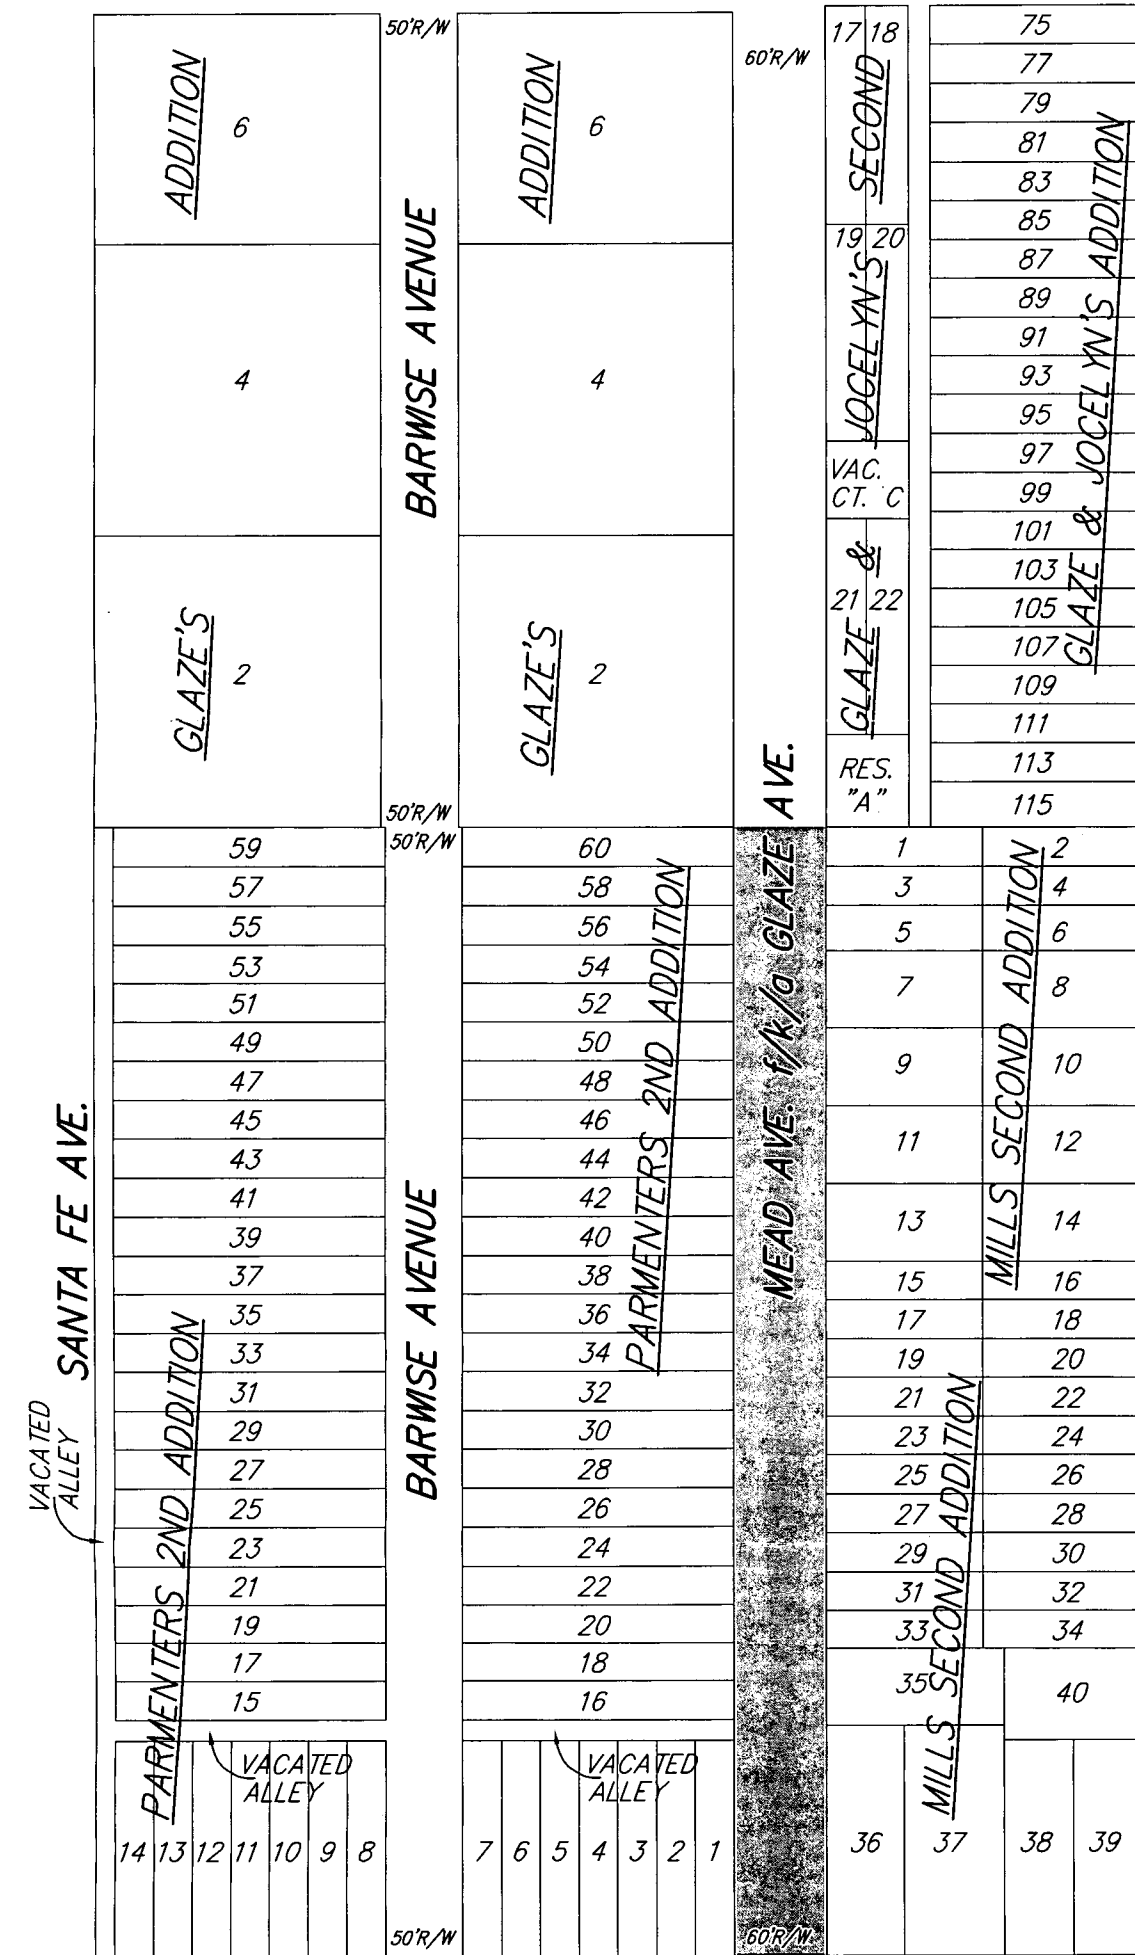 50'R/W
ADDITION
6
4
GLAZE'S
2
50'R/W
BARWISE AVENUE
ADDITION
6
4
GLAZE'S
2
60'R/W
17 18
SECOND
19 20
JOCELYN'S
VAC.
CT. C
&
21 22
GLAZE
RES.
"A"
75
77
79
81
83
85
87
89
91
93
95
97
99
101
103
105
107
109
111
113
115
GLAZE & JOCELYN'S ADDITION
SANTA FE AVE.
VACATED
ALLEY
59
57
55
53
51
49
47
45
43
41
39
37
35
33
31
29
27
25
23
21
19
17
15
PARMENTERS 2ND ADDITION
VACATED
ALLEY
14 13 12 11 10 9 8
50'R/W
BARWISE AVENUE
50'R/W
60
58
56
54
52
50
48
46
44
42
40
38
36
34
32
30
28
26
24
22
20
18
16
PARMENTERS 2ND ADDITION
VACATED
ALLEY
7 6 5 4 3 2 1
MEAD AVE. f/k/a GLAZE AVE.
60'R/W
1 2
3 4
5 6
7 8
9 10
11 12
13 14
15 16
17 18
19 20
21 22
23 24
25 26
27 28
29 30
31 32
33 34
35 40
MILLS SECOND ADDITION
MILLS SECOND ADDITION
36 37 38 39